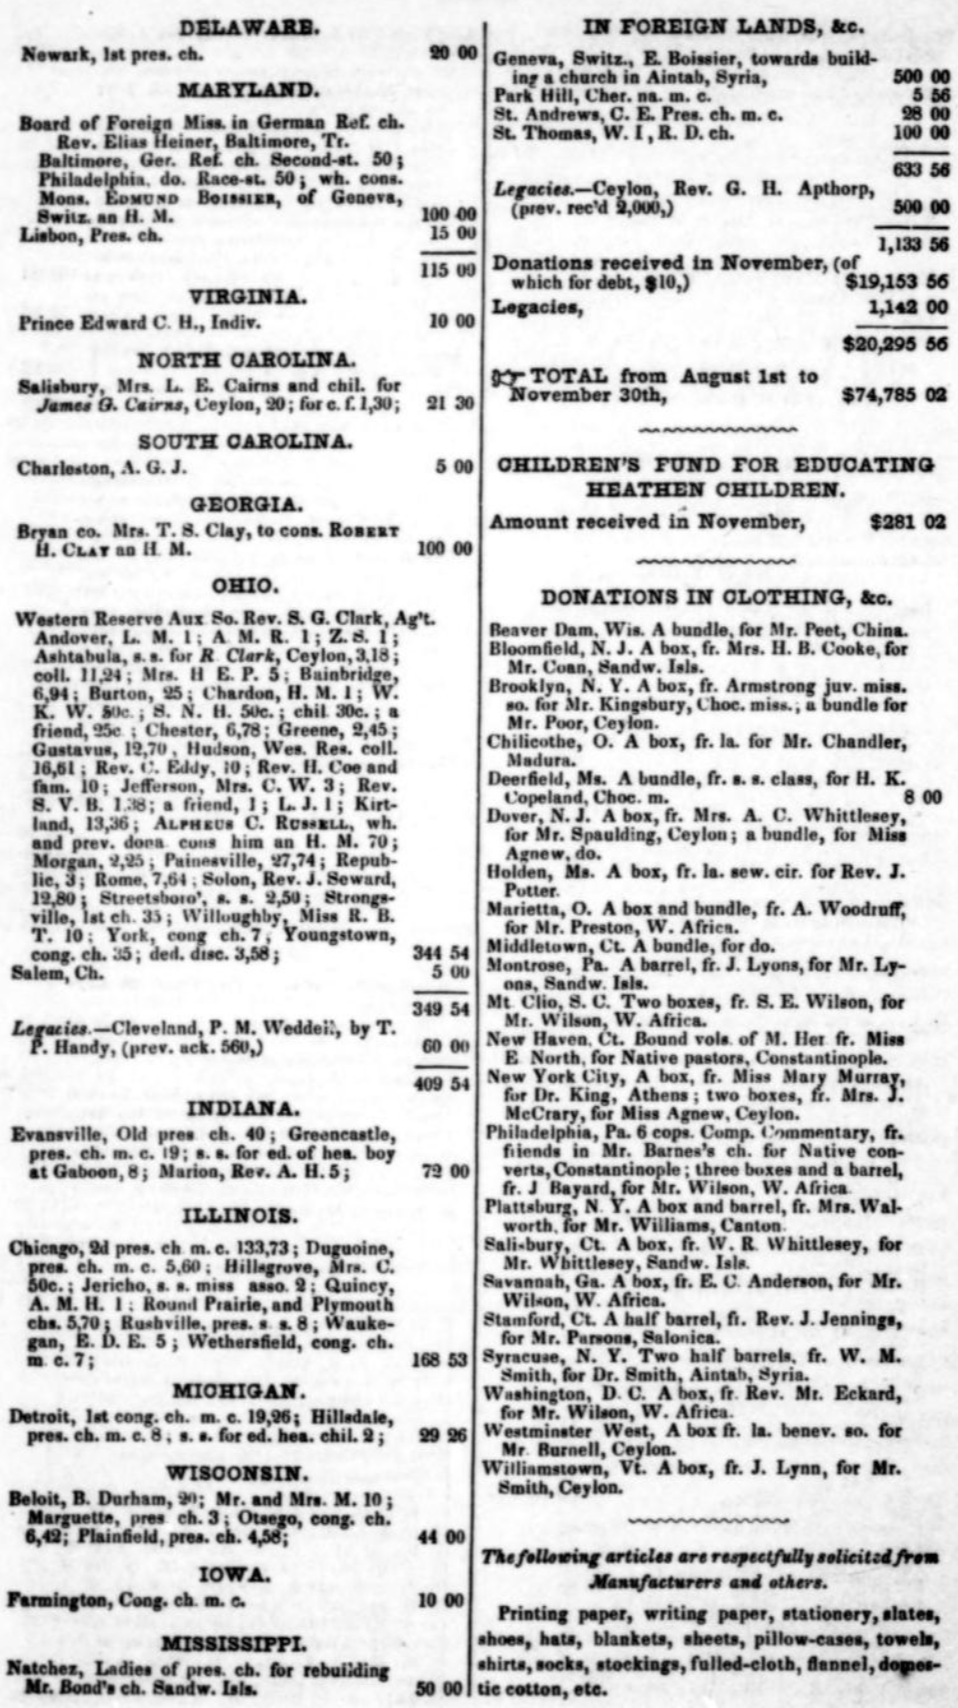 DELAWARE.
Newark, 1st pres. ch. 20 00
MARYLAND.
Board of Foreign Miss. in German Ref. ch.
Rev. Elias Heiner, Baltimore, Tr.
Baltimore, Ger. Ref. ch. Second-st. 50;
Philadelphia, do. Race-st. 50; wh. cons.
Mons. EDMUND BOISSIER, of Geneva,
Switz. an H. M. 100 00
Lisbon, Pres. ch. 15 00
115 00
VIRGINIA.
Prince Edward C. H., Indiv. 10 00
NORTH CAROLINA.
Salisbury, Mrs. L. E. Cairns and chil. for
James G. Cairns, Ceylon, 20; for c. f. 1,30; 21 30
SOUTH CAROLINA.
Charleston, A. G. J. 5 00
GEORGIA.
Bryan co. Mrs. T. S. Clay, to cons. ROBERT
H. CLAY an H. M. 100 00
OHIO.
Western Reserve Aux. So. Rev. S. G. Clark, Ag't.
Andover, L. M. 1; A. M. R. 1; Z. S. 1;
Ashtabula, s. s. for R. Clark, Ceylon, 3,18;
coll. 11,24; Mrs. H. E. P. 5; Bainbridge,
6,94; Burton, 25; Chardon, H. M. 1; W.
K. W. 50c.; S. N. H. 50c.; chil. 30c.; a
friend, 25c.; Chester, 6,78; Greene, 2,45;
Gustavus, 12,70, Hudson, Wes. Res. coll.
16,61; Rev. C. Eddy, 10; Rev. H. Coe and
fam. 10; Jefferson, Mrs. C. W. 3; Rev.
S. V. B. 1,38; a friend, 1; L. J. 1; Kirt-
land, 13,36; ALPHEUS C. RUSSELL, wh.
and prev. dona. cons him an H. M. 70;
Morgan, 2,25; Painesville, 27,74; Repub-
lic, 3; Rome, 7,64; Solon, Rev. J. Seward,
12,80; Streetsboro', s. s. 2,50; Strongs-
ville, 1st ch. 35; Willoughby, Miss R. B.
T. 10; York, cong ch. 7; Youngstown,
cong. ch. 35; ded. disc. 3,58; 344 54
Salem, Ch. 5 00
349 54
Legacies.—Cleveland, P. M. Weddell, by T.
P. Handy, (prev. ack. 560,) 60 00
409 54
INDIANA.
Evansville, Old pres. ch. 40; Greencastle,
pres. ch. m. c. 19; s. s. for ed. of hea. boy
at Gaboon, 8; Marion, Rev. A. H. 5; 72 00
ILLINOIS.
Chicago, 2d pres. ch. m. c. 133,73; Duquoine,
pres. ch. m. c. 5,60; Hillsgrove, Mrs. C.
50c.; Jericho, s. s. miss asso. 2; Quincy,
A. M. H. 1; Round Prairie, and Plymouth
chs. 5,70; Rushville, pres. s. s. 8; Wauke-
gan, E. D. E. 5; Wethersfield, cong. ch.
m. c. 7; 168 53
MICHIGAN.
Detroit, 1st cong. ch. m. c. 19,26; Hillsdale,
pres. ch. m. c. 8; s. s. for ed. hea. chil. 2; 29 26
WISCONSIN.
Beloit, B. Durham, 20; Mr. and Mrs. M. 10;
Marguette, pres ch. 3; Otsego, cong. ch.
6,42; Plainfield, pres. ch. 4,58; 44 00
IOWA.
Farmington, Cong. ch. m. c. 10 00
MISSISSIPPI.
Natchez, Ladies of pres. ch. for rebuilding
Mr. Bond's ch. Sandw. Isls. 50 00
IN FOREIGN LANDS, &c.
Geneva, Switz., E. Boissier, towards build-
ing a church in Aintab, Syria, 500 00
Park Hill, Cher. na. m. c. 5 56
St. Andrews, C. E. Pres. ch. m. c. 28 00
St. Thomas, W. I, R. D. ch. 100 00
633 56
Legacies.—Ceylon, Rev. G. H. Apthorp,
(prev. rec'd 2,000,) 500 00
1,133 56
Donations received in November, (of
which for debt, $10,) $19,153 56
Legacies, 1,142 00
$20,295 56
☞ TOTAL from August 1st to
November 30th, $74,785 02
CHILDREN'S FUND FOR EDUCATING
HEATHEN CHILDREN.
Amount received in November, $281 02
DONATIONS IN CLOTHING, &c.
Beaver Dam, Wis. A bundle, for Mr. Peet, China.
Bloomfield, N. J. A box, fr. Mrs. H. B. Cooke, for
Mr. Coan, Sandw. Isls.
Brooklyn, N. Y. A box, fr. Armstrong juv. miss.
so. for Mr. Kingsbury, Choc. miss.; a bundle for
Mr. Poor, Ceylon.
Chilicothe, O. A box, fr. la. for Mr. Chandler,
Madura.
Deerfield, Ms. A bundle, fr. s. s. class, for H. K.
Copeland, Choc. m. 8 00
Dover, N. J. A box, fr. Mrs. A. C. Whittlesey,
for Mr. Spaulding, Ceylon; a bundle, for Miss
Agnew, do.
Holden, Ms. A box, fr. la. sew. cir. for Rev. J.
Potter.
Marietta, O. A box and bundle, fr. A. Woodruff,
for Mr. Preston, W. Africa.
Middletown, Ct. A bundle, for do.
Montrose, Pa. A barrel, fr. J. Lyons, for Mr. Ly-
ons, Sandw. Isls.
Mt Clio, S. C. Two boxes, fr. S. E. Wilson, for
Mr. Wilson, W. Africa.
New Haven, Ct. Bound vols. of M. Her fr. Miss
E North, for Native pastors, Constantinople.
New York City, A box, fr. Miss Mary Murray,
for Dr. King, Athens; two boxes, fr. Mrs. J.
McCrary, for Miss Agnew, Ceylon.
Philadelphia, Pa. 6 cops. Comp. Commentary, fr.
friends in Mr. Barnes's ch. for Native con-
verts, Constantinople; three boxes and a barrel,
fr. J Bayard, for Mr. Wilson, W. Africa.
Plattsburg, N. Y. A box and barrel, fr. Mrs. Wal-
worth, for Mr. Williams, Canton.
Salisbury, Ct. A box, fr. W. R. Whittlesey, for
Mr. Whittlesey, Sandw. Isls.
Savannah, Ga. A box, fr. E. C. Anderson, for Mr.
Wilson, W. Africa.
Stamford, Ct. A half barrel, fr. Rev. J. Jennings,
for Mr. Parsons, Salonica.
Syracuse, N. Y. Two half barrels, fr. W. M.
Smith, for Dr. Smith, Aintab, Syria.
Washington, D. C. A box, fr. Rev. Mr. Eckard,
for Mr. Wilson, W. Africa.
Westminster West, A box fr. la. benev. so. for
Mr. Burnell, Ceylon.
Williamstown, Vt. A box, fr. J. Lynn, for Mr.
Smith, Ceylon.
The following articles are respectfully solicited from
Manufacturers and others.
Printing paper, writing paper, stationery, slates,
shoes, hats, blankets, sheets, pillow-cases, towels,
shirts, socks, stockings, fulled-cloth, flannel, domes-
tic cotton, etc.